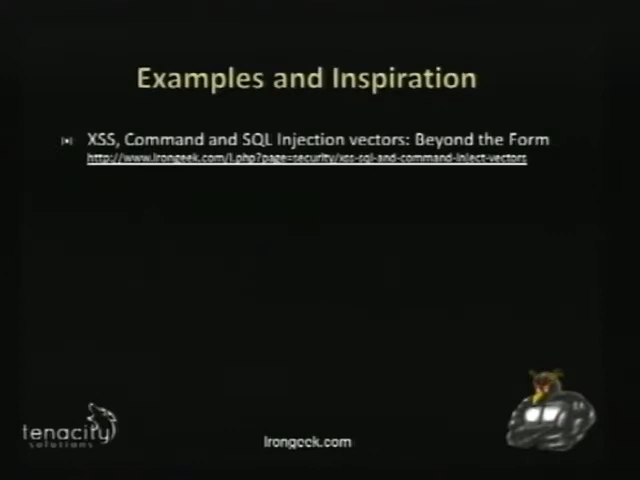 Examples and Inspiration
XSS, Command and SQL Injection vectors: Beyond the Form
http://www.irongeek.com/i.php?page=security/xss-sql-and-command-inject-vectors
tenacity
solutions
Irongeek.com